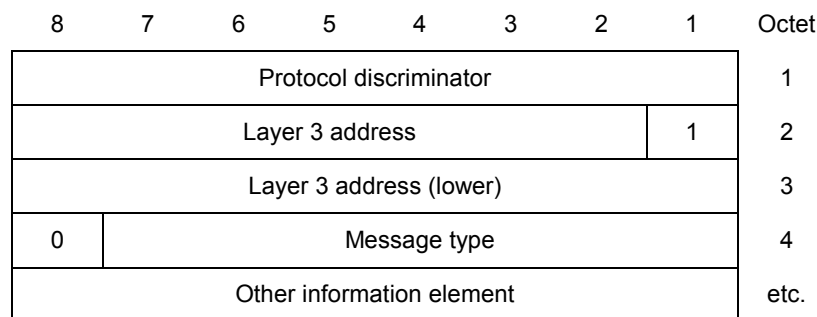 8 7 6 5 4 3 2 1 Octet
Protocol discriminator 1
Layer 3 address 1 2
Layer 3 address (lower) 3
0 Message type 4
Other information element etc.